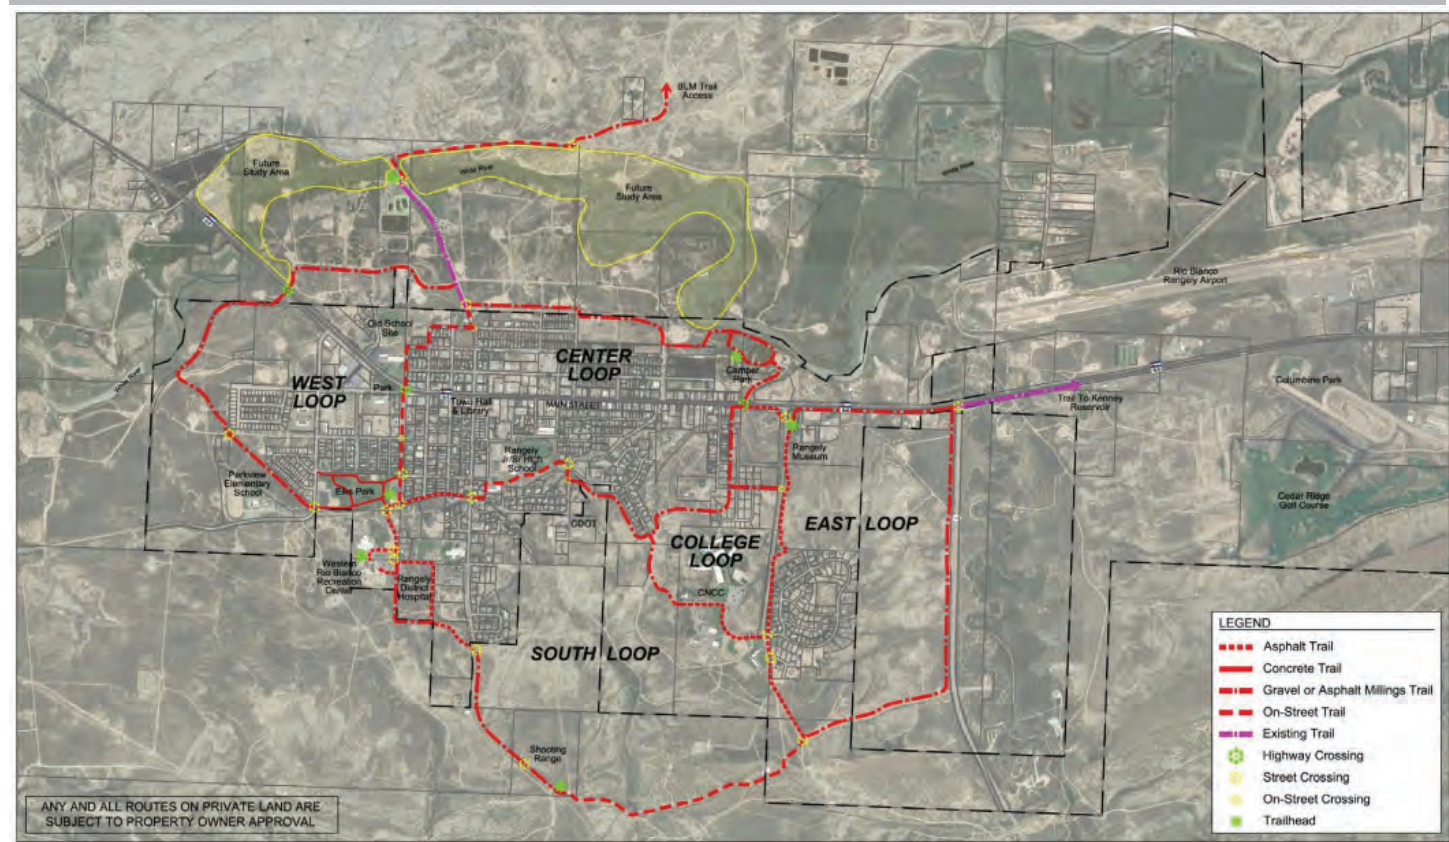 BLM Trail
Access
Future
Study Area
White River
Future
Study Area
White River
Rio Blanco
Rangely Airport
Old School
Site
CENTER
LOOP
WEST
LOOP
Camper
Park
Park
Town Hall
& Library
MAIN STREET
Trail To Kenney
Reservoir
Columbine Park
White River
Rangely
Jr/Sr High
School
Rangely
Museum
Parkview
Elementary
School
Elks Park
Cedar Ridge
Golf Course
CDOT
EAST LOOP
COLLEGE
LOOP
Western
Rio Blanco
Recreation
Center
Rangely
District
Hospital
CNCC
SOUTH LOOP
Shooting
Range
LEGEND
Asphalt Trail
Concrete Trail
Gravel or Asphalt Millings Trail
On-Street Trail
Existing Trail
Highway Crossing
Street Crossing
On-Street Crossing
Trailhead
ANY AND ALL ROUTES ON PRIVATE LAND ARE
SUBJECT TO PROPERTY OWNER APPROVAL